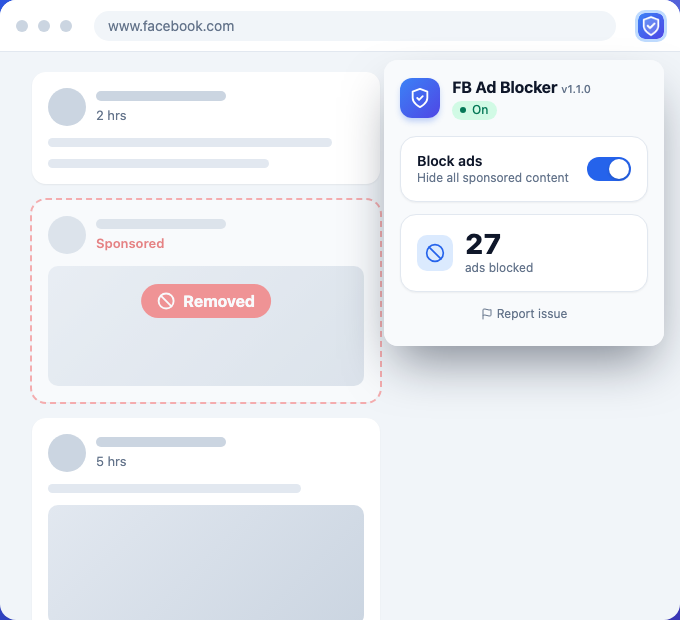 www.facebook.com
2 hrs
Sponsored
Removed
5 hrs
FB Ad Blocker v1.1.0
On
Block ads
Hide all sponsored content
27
ads blocked
Report issue